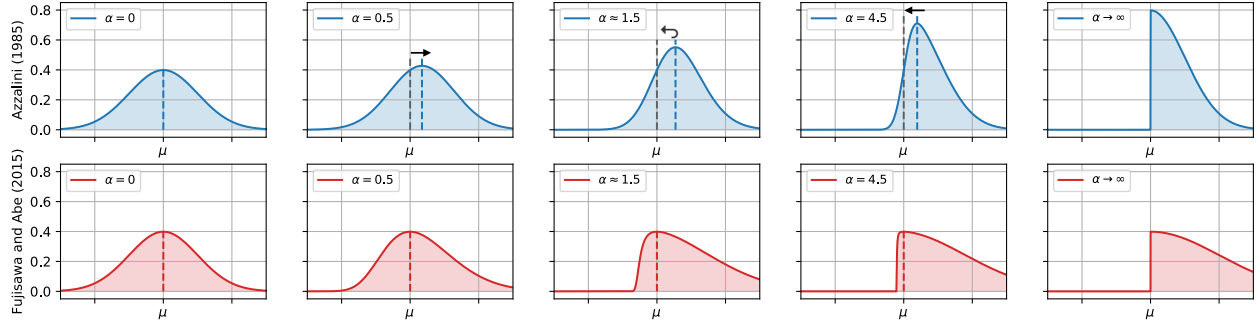 Azzalini (1985)
0.8
0.6
0.4
0.2
0.0
α = 0
α = 0.5
α ≈ 1.5
α = 4.5
α → ∞
μ
μ
μ
μ
μ
Fujisawa and Abe (2015)
0.8
0.6
0.4
0.2
0.0
α = 0
α = 0.5
α ≈ 1.5
α = 4.5
α → ∞
μ
μ
μ
μ
μ